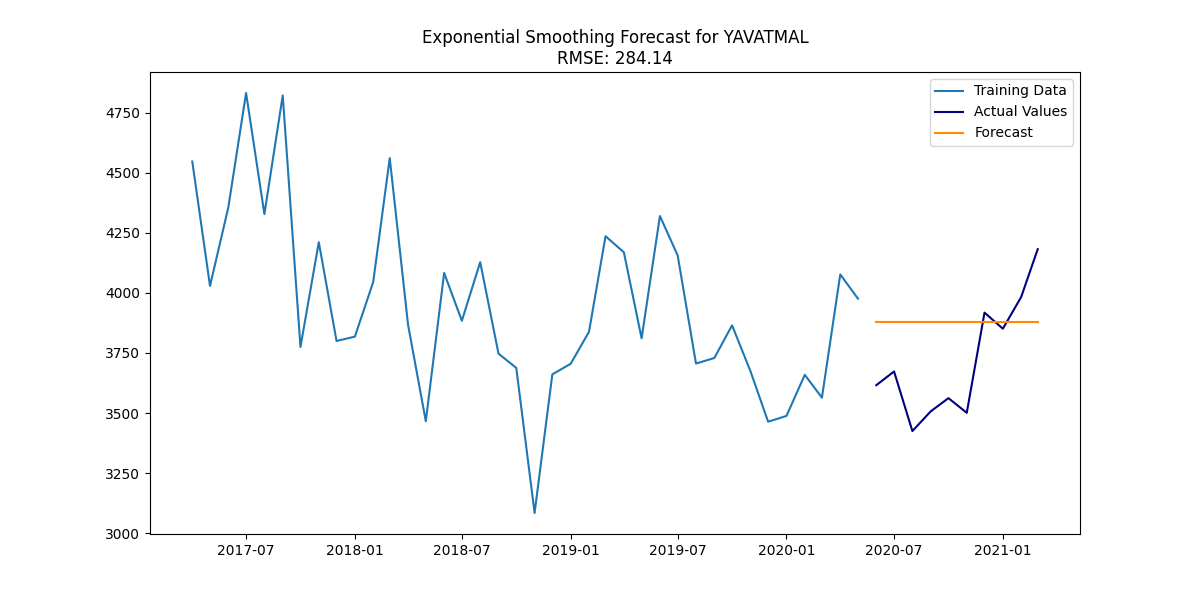 Exponential Smoothing Forecast for YAVATMAL
RMSE: 284.14
Training Data
Actual Values
Forecast
4750
4500
4250
4000
3750
3500
3250
3000
2017-07 2018-01 2018-07 2019-01 2019-07 2020-01 2020-07 2021-01